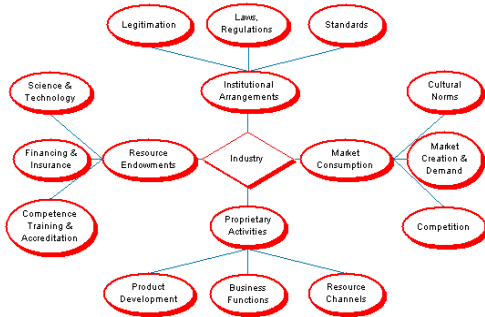 Legitimation
Laws,
Regulations
Standards
Science &
Technology
Institutional
Arrangements
Cultural
Norms
Financing &
Insurance
Resource
Endowments
Industry
Market
Consumption
Market
Creation &
Demand
Competence
Training &
Accreditation
Proprietary
Activities
Competition
Product
Development
Business
Functions
Resource
Channels